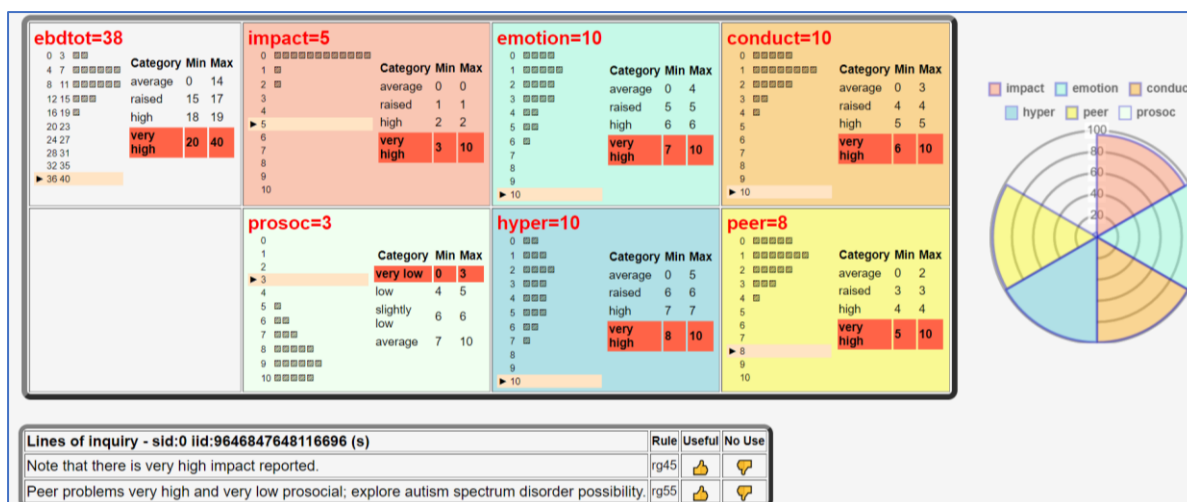 ebdtot=38
0 3
4 7
8 11
12 15
16 19
20 23
24 27
28 31
32 35
► 36 40
Category Min Max
average 0 14
raised 15 17
high 18 19
very high 20 40
impact=5
0
1
2
3
4
► 5
6
7
8
9
10
Category Min Max
average 0 0
raised 1 1
high 2 2
very high 3 10
emotion=10
0
1
2
3
4
5
6
7
8
9
► 10
Category Min Max
average 0 4
raised 5 5
high 6 6
very high 7 10
conduct=10
0
1
2
3
4
5
6
7
8
9
► 10
Category Min Max
average 0 3
raised 4 4
high 5 5
very high 6 10
prosoc=3
0
1
2
► 3
4
5
6
7
8
9
10
Category Min Max
very low 0 3
low 4 5
slightly low 6 6
average 7 10
hyper=10
0
1
2
3
4
5
6
7
8
9
► 10
Category Min Max
average 0 5
raised 6 6
high 7 7
very high 8 10
peer=8
0
1
2
3
4
5
6
7
► 8
9
10
Category Min Max
average 0 2
raised 3 3
high 4 4
very high 5 10
impact emotion conduc
hyper peer prosoc
100
80
60
40
20
Lines of inquiry - sid:0 iid:9646847648116696 (s) Rule Useful No Use
Note that there is very high impact reported. rg45
Peer problems very high and very low prosocial; explore autism spectrum disorder possibility. rg55